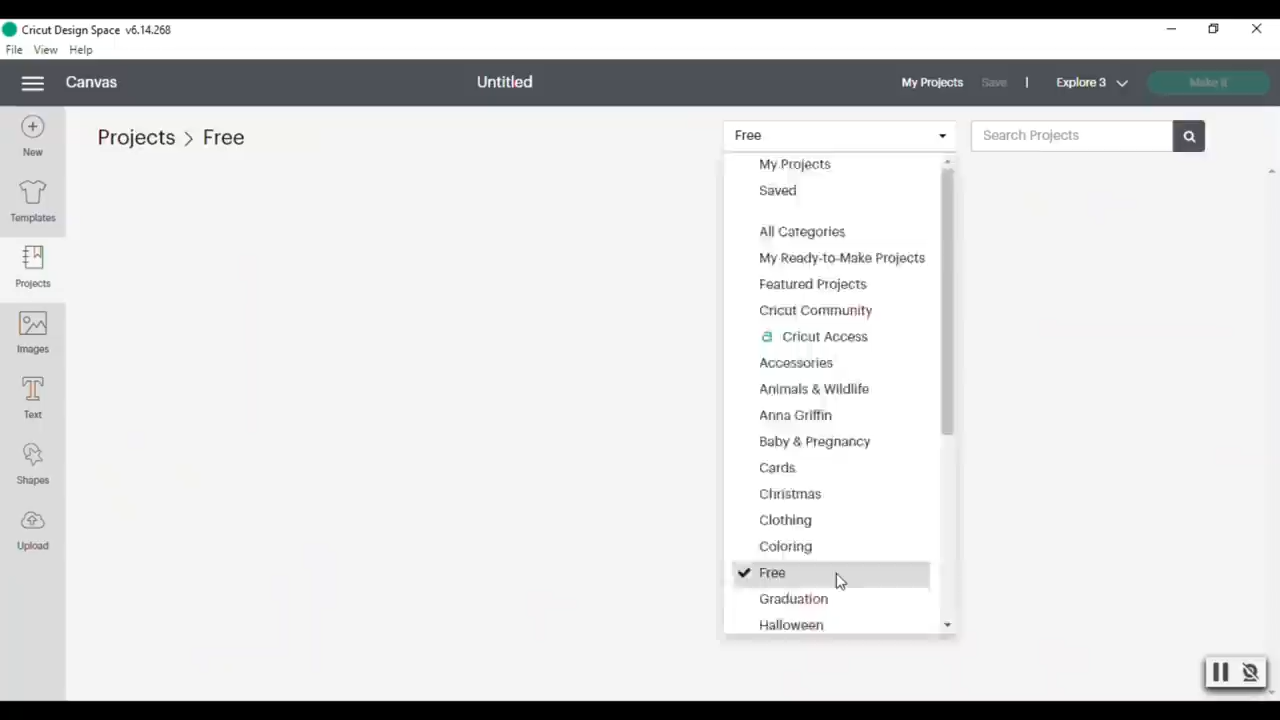 Cricut Design Space v6.14.268
File View Help
Canvas
Untitled
My Projects Save | Explore 3 Make It
New
Templates
Projects
Images
Text
Shapes
Upload
Projects > Free
Free
Search Projects
My Projects
Saved
All Categories
My Ready-to-Make Projects
Featured Projects
Cricut Community
a Cricut Access
Accessories
Animals & Wildlife
Anna Griffin
Baby & Pregnancy
Cards
Christmas
Clothing
Coloring
Free
Graduation
Halloween